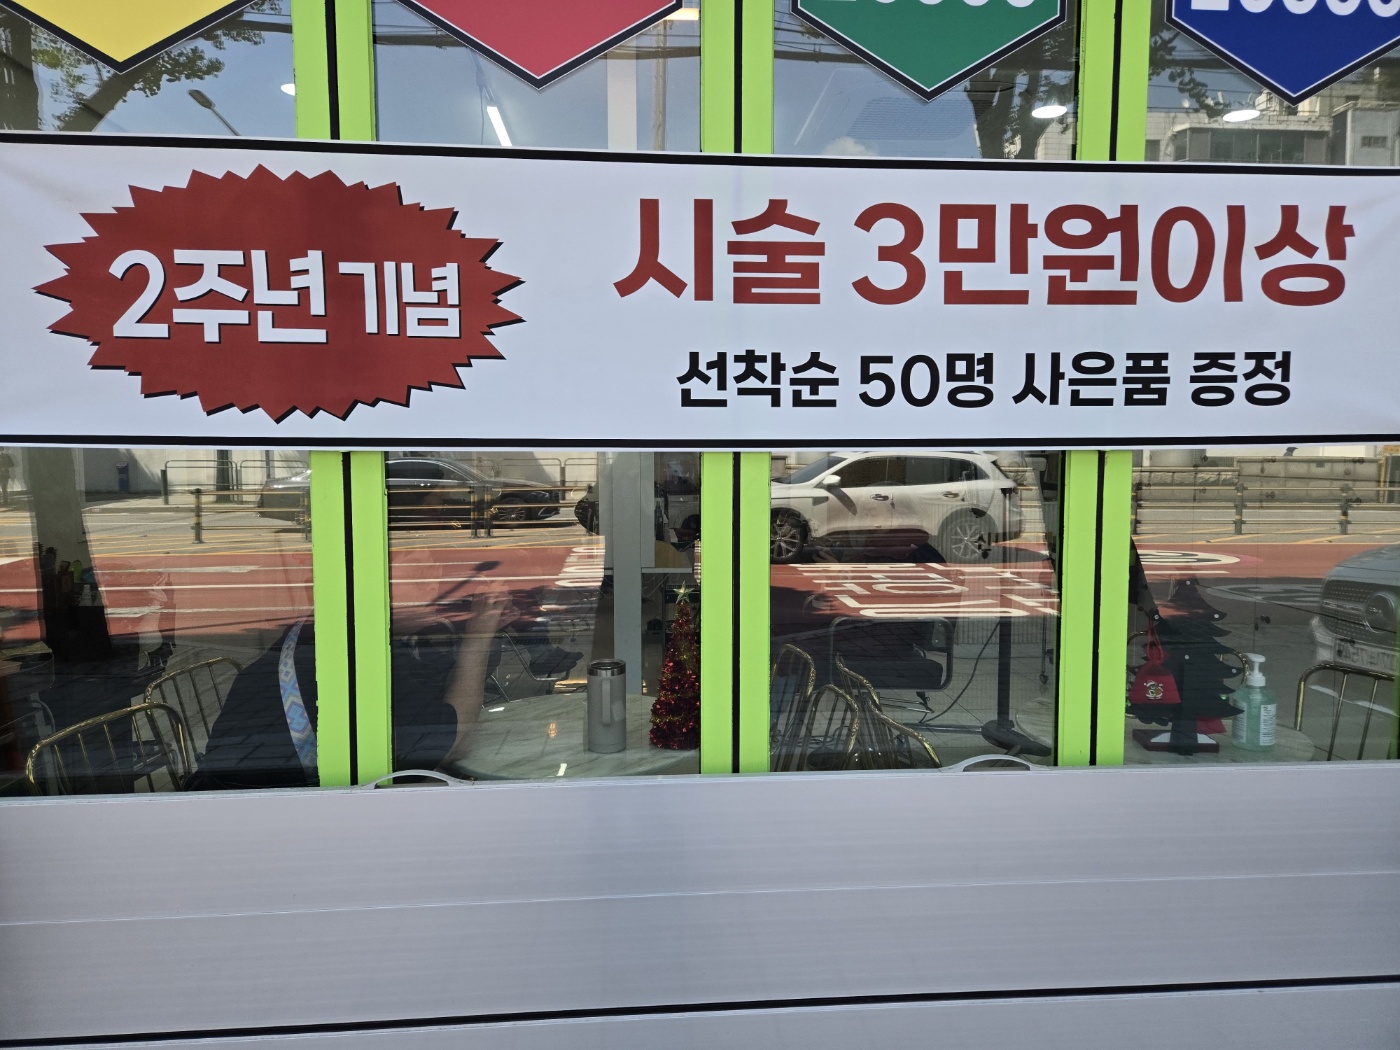 2주년 기념
시술 3만원이상
선착순 50명 사은품 증정